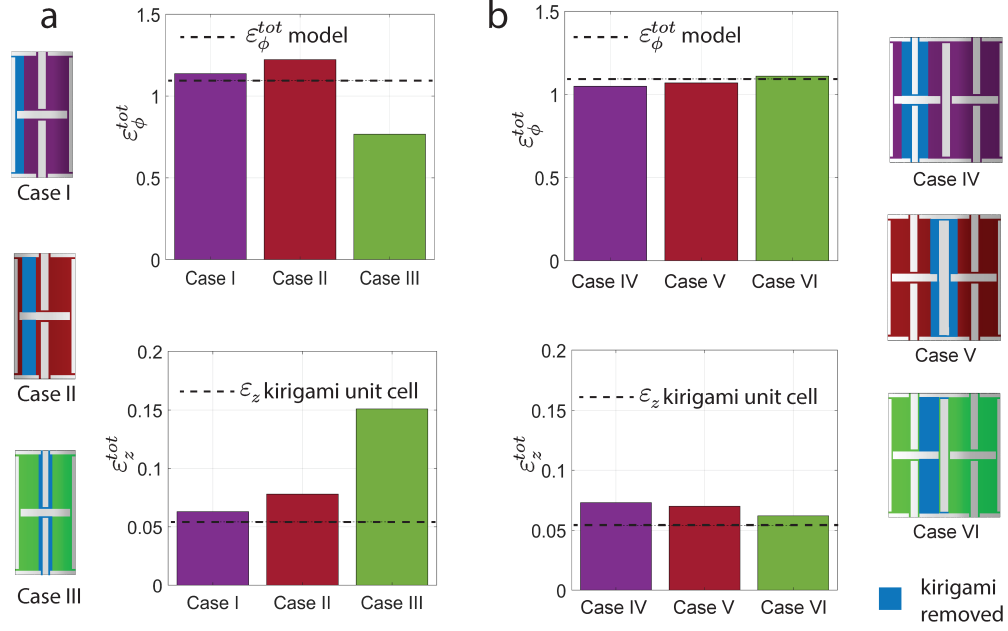 a
Case I
Case II
Case III
1.5
1
0.5
0
ε_ϕ^{tot}
ε_ϕ^{tot} model
Case I Case II Case III
0.2
0.15
0.1
0.05
0
ε_z^{tot}
ε_z kirigami unit cell
Case I Case II Case III
b
1.5
1
0.5
0
ε_ϕ^{tot}
ε_ϕ^{tot} model
Case IV Case V Case VI
0.2
0.15
0.1
0.05
0
ε_z^{tot}
ε_z kirigami unit cell
Case IV Case V Case VI
Case IV
Case V
Case VI
kirigami
removed